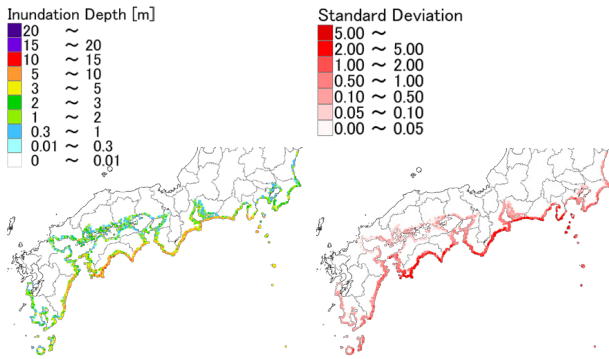 Inundation Depth [m]
20 ～
15 ～ 20
10 ～ 15
5 ～ 10
3 ～ 5
2 ～ 3
1 ～ 2
0.3 ～ 1
0.01 ～ 0.3
0 ～ 0.01
Standard Deviation
5.00 ～
2.00 ～ 5.00
1.00 ～ 2.00
0.50 ～ 1.00
0.10 ～ 0.50
0.05 ～ 0.10
0.00 ～ 0.05